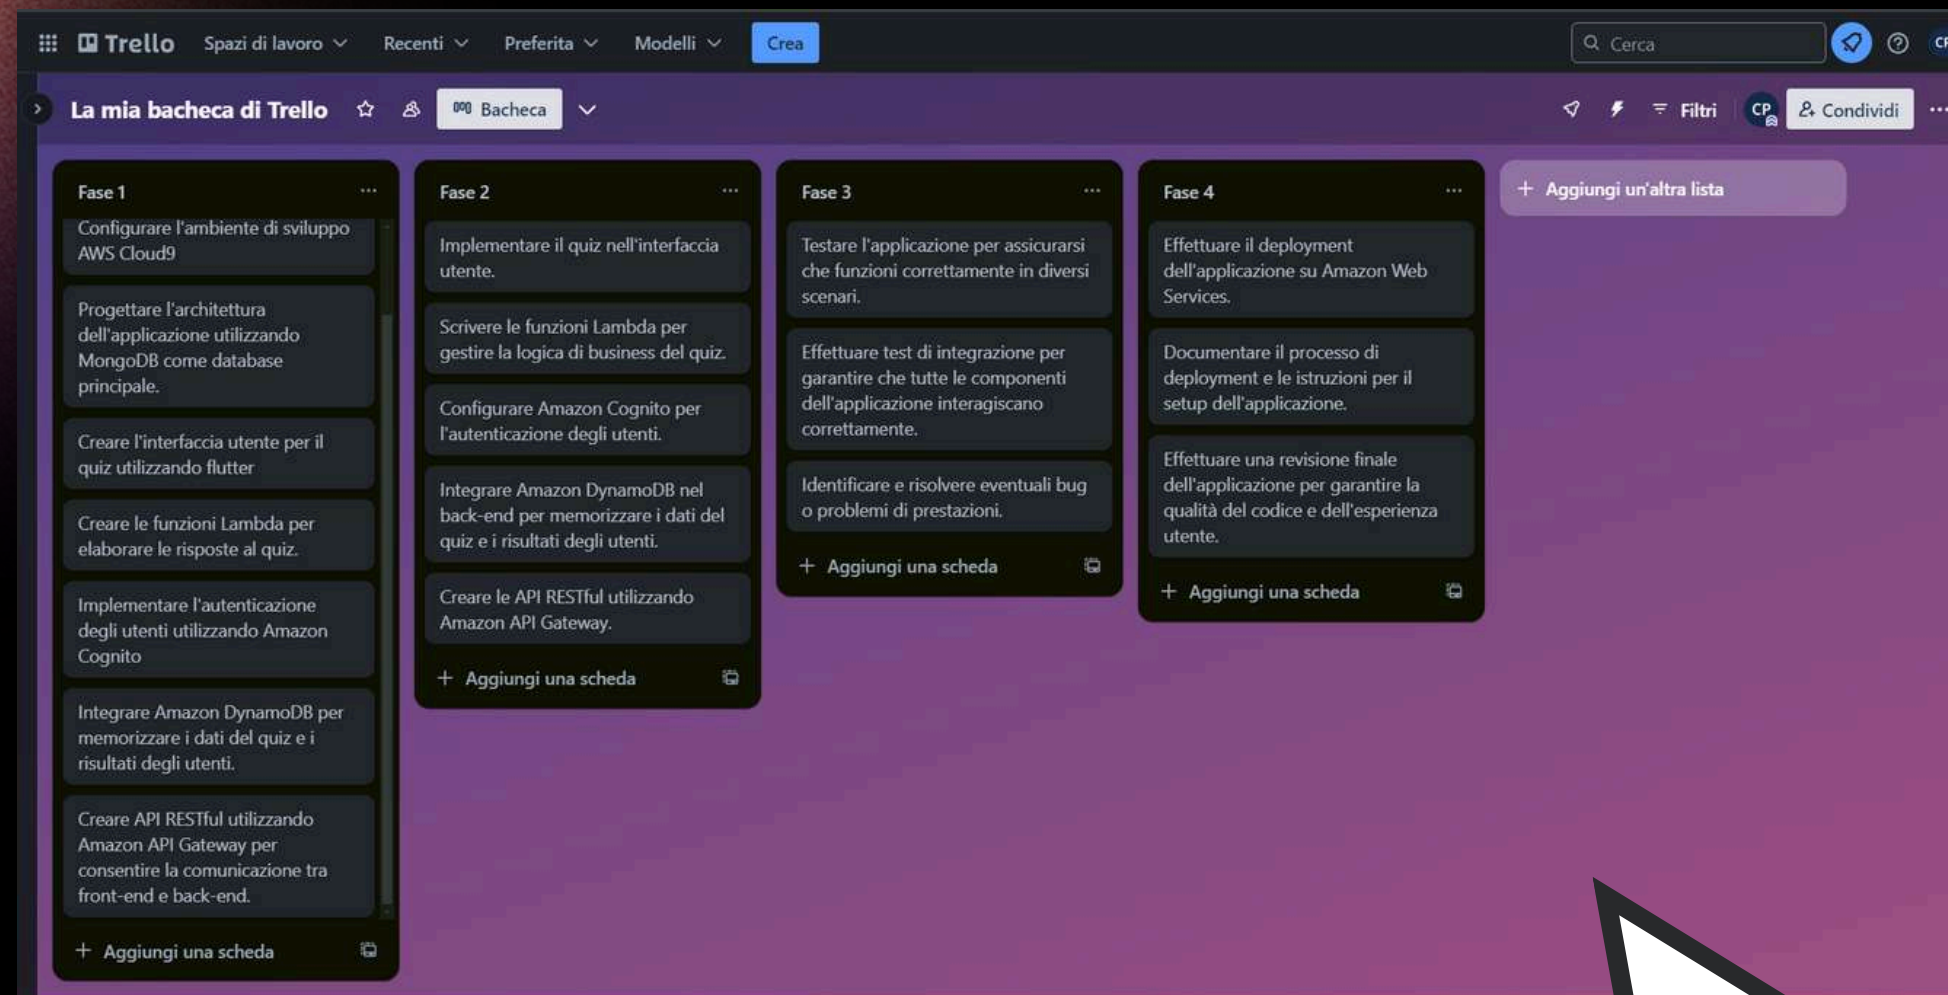 Trello
Spazi di lavoro
Recenti
Preferita
Modelli
Crea
Cerca
CP
La mia bacheca di Trello
Bacheca
Filtri
CP
Condividi
Fase 1
Configurare l'ambiente di sviluppo
AWS Cloud9
Progettare l'architettura
dell'applicazione utilizzando
MongoDB come database
principale.
Creare l'interfaccia utente per il
quiz utilizzando flutter
Creare le funzioni Lambda per
elaborare le risposte al quiz.
Implementare l'autenticazione
degli utenti utilizzando Amazon
Cognito
Integrare Amazon DynamoDB per
memorizzare i dati del quiz e i
risultati degli utenti.
Creare API RESTful utilizzando
Amazon API Gateway per
consentire la comunicazione tra
front-end e back-end.
+ Aggiungi una scheda
Fase 2
Implementare il quiz nell'interfaccia
utente.
Scrivere le funzioni Lambda per
gestire la logica di business del quiz.
Configurare Amazon Cognito per
l'autenticazione degli utenti.
Integrare Amazon DynamoDB nel
back-end per memorizzare i dati del
quiz e i risultati degli utenti.
Creare le API RESTful utilizzando
Amazon API Gateway.
+ Aggiungi una scheda
Fase 3
Testare l'applicazione per assicurarsi
che funzioni correttamente in diversi
scenari.
Effettuare test di integrazione per
garantire che tutte le componenti
dell'applicazione interagiscano
correttamente.
Identificare e risolvere eventuali bug
o problemi di prestazioni.
+ Aggiungi una scheda
Fase 4
Effettuare il deployment
dell'applicazione su Amazon Web
Services.
Documentare il processo di
deployment e le istruzioni per il
setup dell'applicazione.
Effettuare una revisione finale
dell'applicazione per garantire la
qualità del codice e dell'esperienza
utente.
+ Aggiungi una scheda
+ Aggiungi un'altra lista